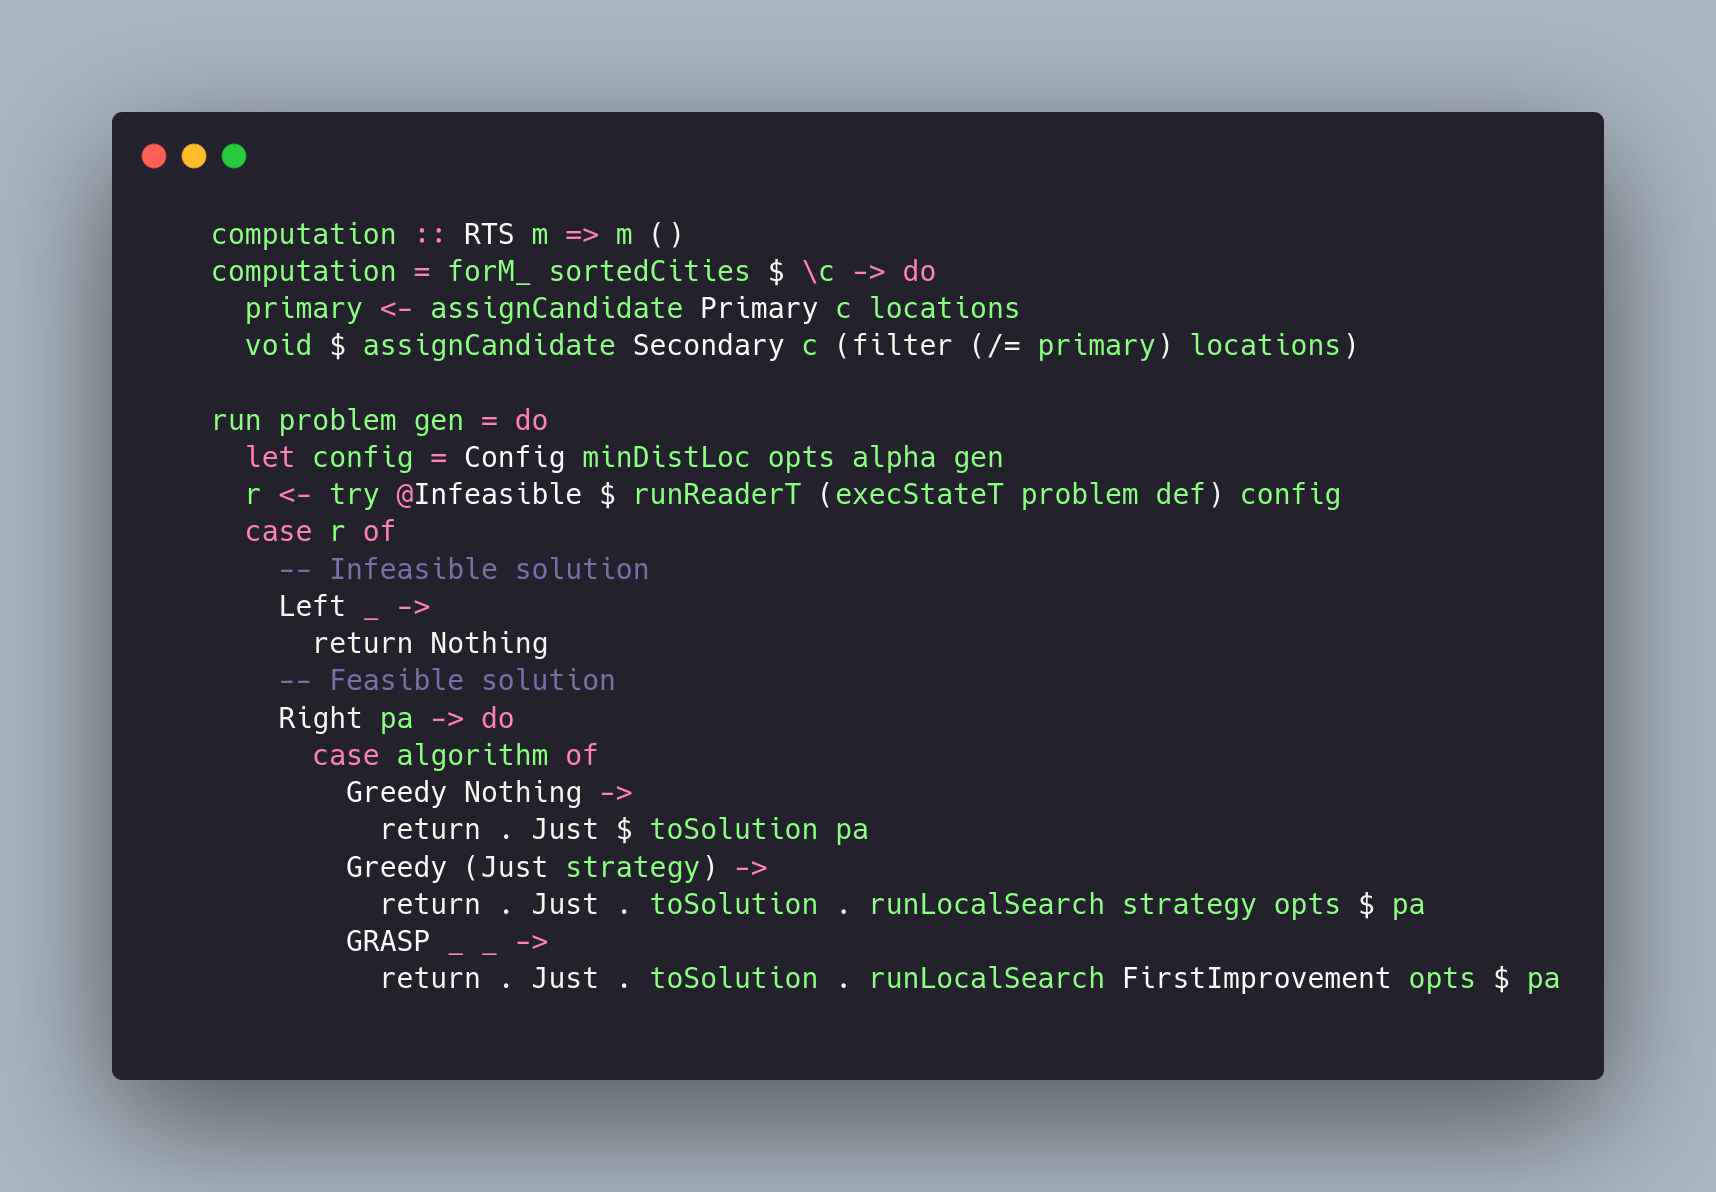 computation :: RTS m => m ()
computation = forM_ sortedCities $ \c -> do
  primary <- assignCandidate Primary c locations
  void $ assignCandidate Secondary c (filter (/= primary) locations)

run problem gen = do
  let config = Config minDistLoc opts alpha gen
  r <- try @Infeasible $ runReaderT (execStateT problem def) config
  case r of
    -- Infeasible solution
    Left _ ->
      return Nothing
    -- Feasible solution
    Right pa -> do
      case algorithm of
        Greedy Nothing ->
          return . Just $ toSolution pa
        Greedy (Just strategy) ->
          return . Just . toSolution . runLocalSearch strategy opts $ pa
        GRASP _ _ ->
          return . Just . toSolution . runLocalSearch FirstImprovement opts $ pa